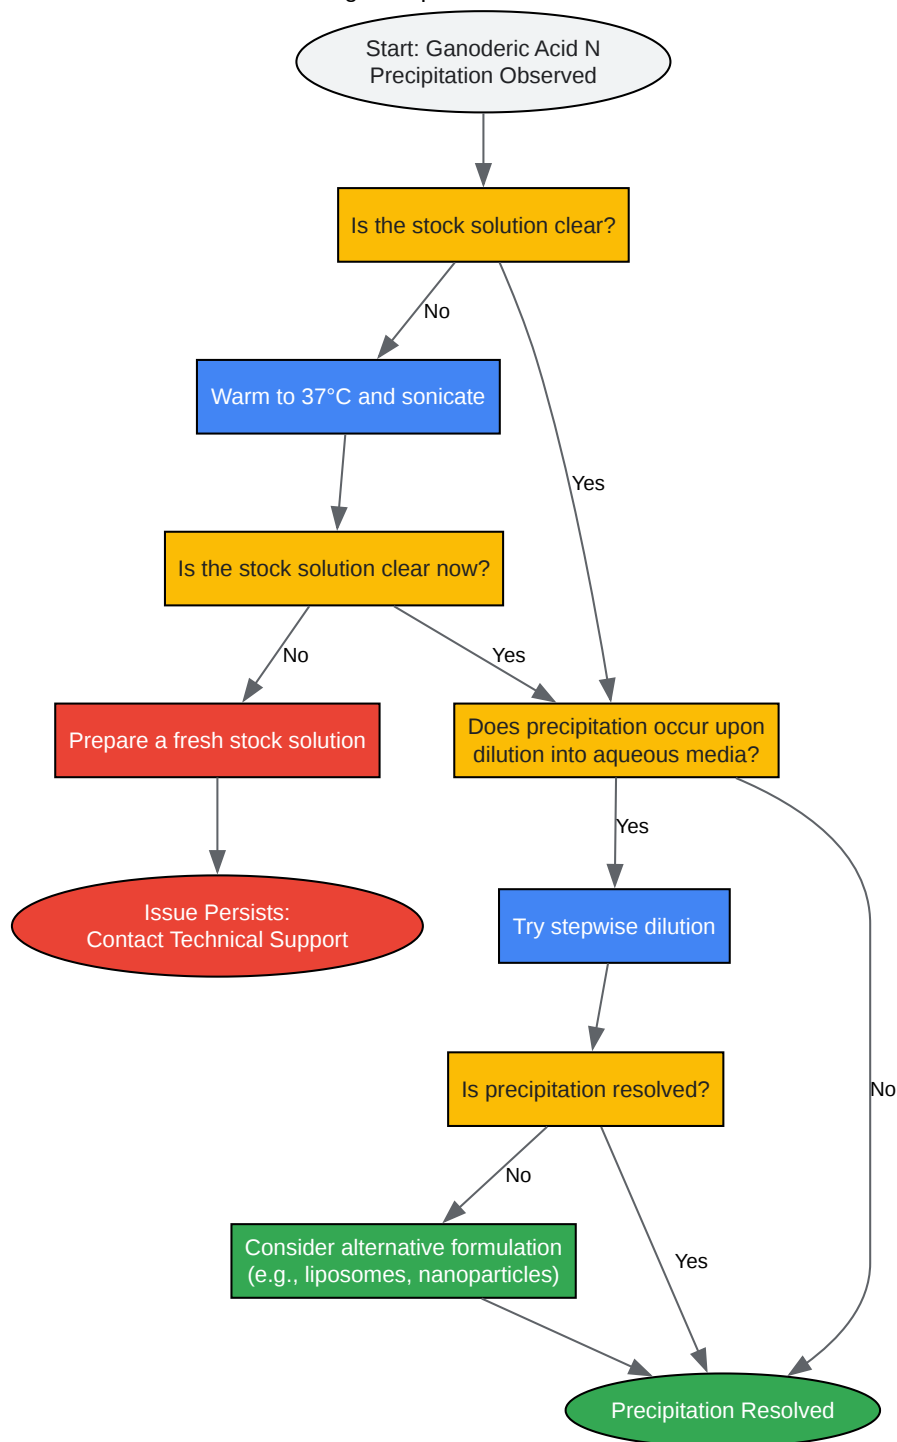 Start: Ganoderic Acid N
Precipitation Observed
Is the stock solution clear?
No
Warm to 37°C and sonicate
Yes
Is the stock solution clear now?
No
Yes
Prepare a fresh stock solution
Does precipitation occur upon
dilution into aqueous media?
Yes
Issue Persists:
Contact Technical Support
Try stepwise dilution
Is precipitation resolved?
No
No
Consider alternative formulation
(e.g., liposomes, nanoparticles)
Yes
Precipitation Resolved